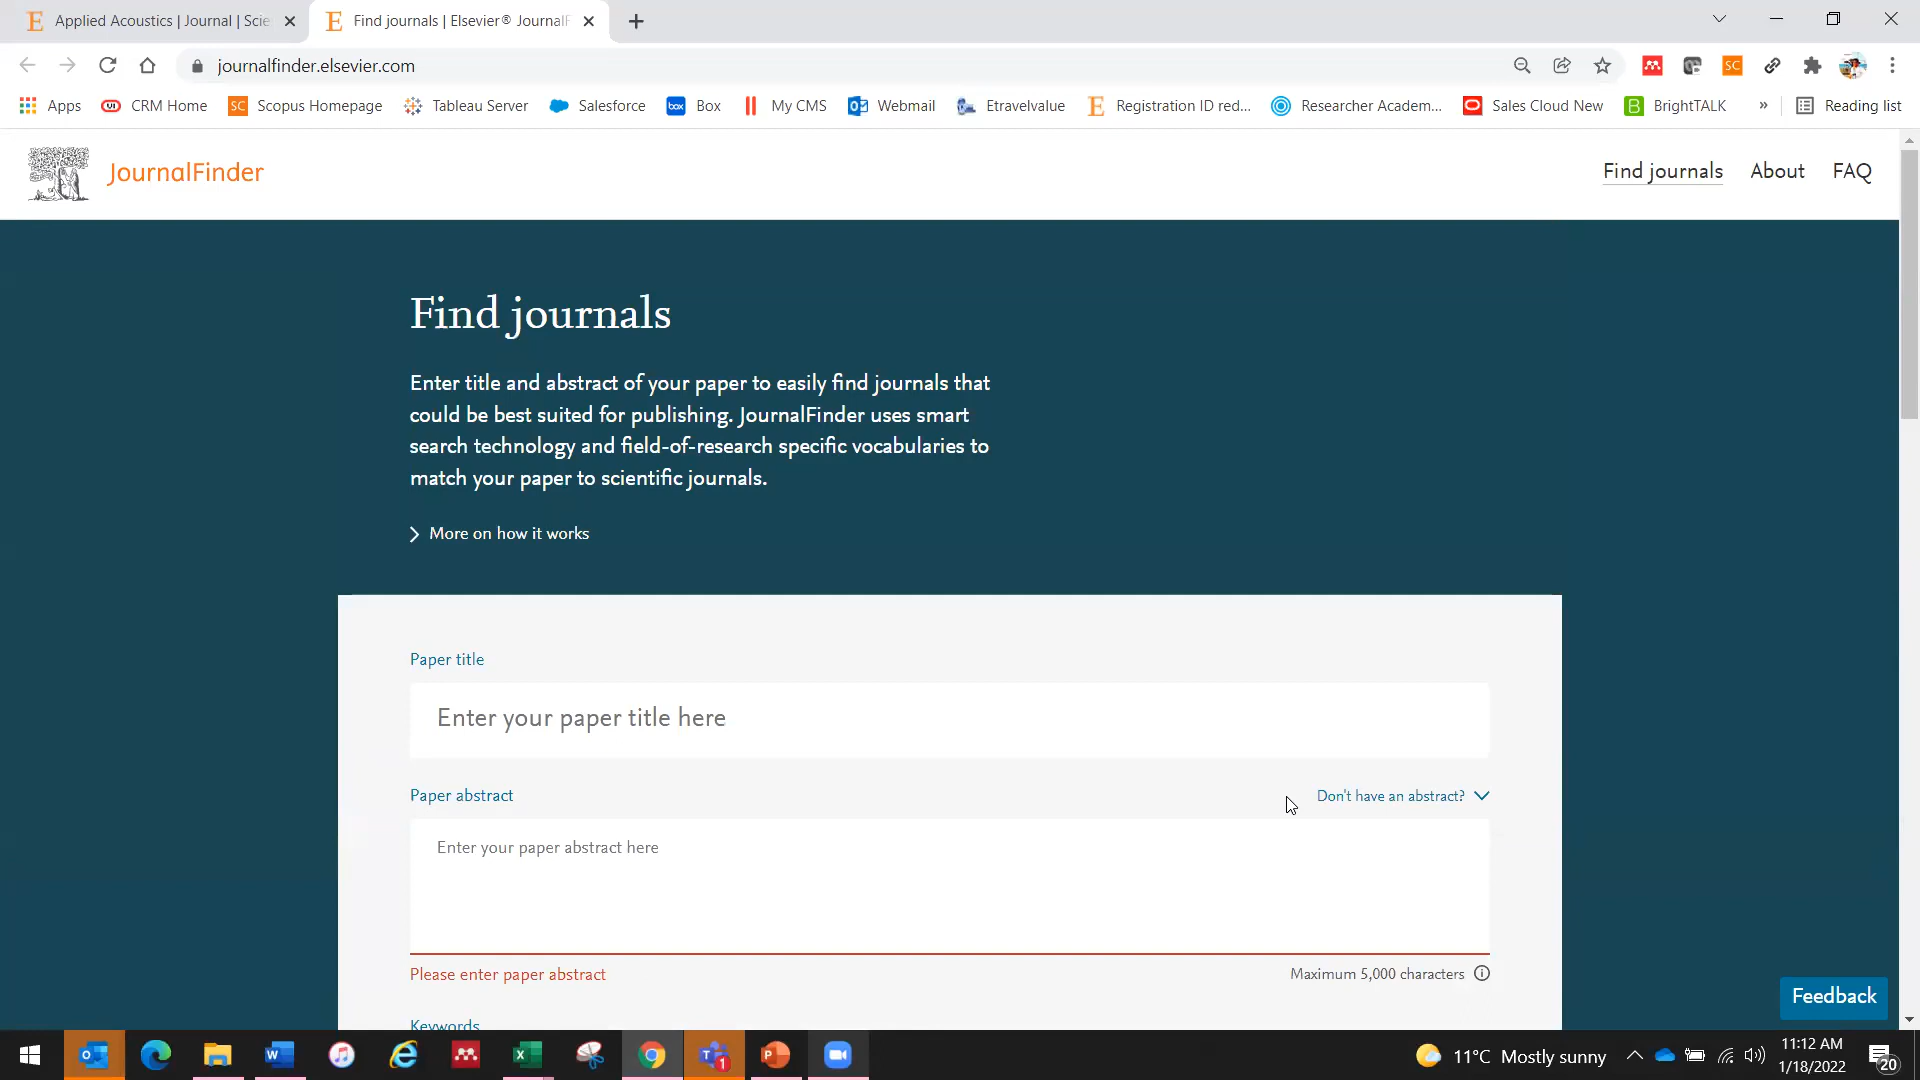 Applied Acoustics | Journal | Scie
Find journals | Elsevier® JournalF
journalfinder.elsevier.com
Apps
CRM Home
Scopus Homepage
Tableau Server
Salesforce
Box
My CMS
Webmail
Etravelvalue
Registration ID red...
Researcher Academ...
Sales Cloud New
BrightTALK
»
Reading list
JournalFinder
Find journals
About
FAQ
Find journals
Enter title and abstract of your paper to easily find journals that
could be best suited for publishing. JournalFinder uses smart
search technology and field-of-research specific vocabularies to
match your paper to scientific journals.
More on how it works
Paper title
Enter your paper title here
Paper abstract
Don't have an abstract?
Enter your paper abstract here
Please enter paper abstract
Maximum 5,000 characters
Feedback
Keywords
11°C Mostly sunny
11:12 AM
1/18/2022
20